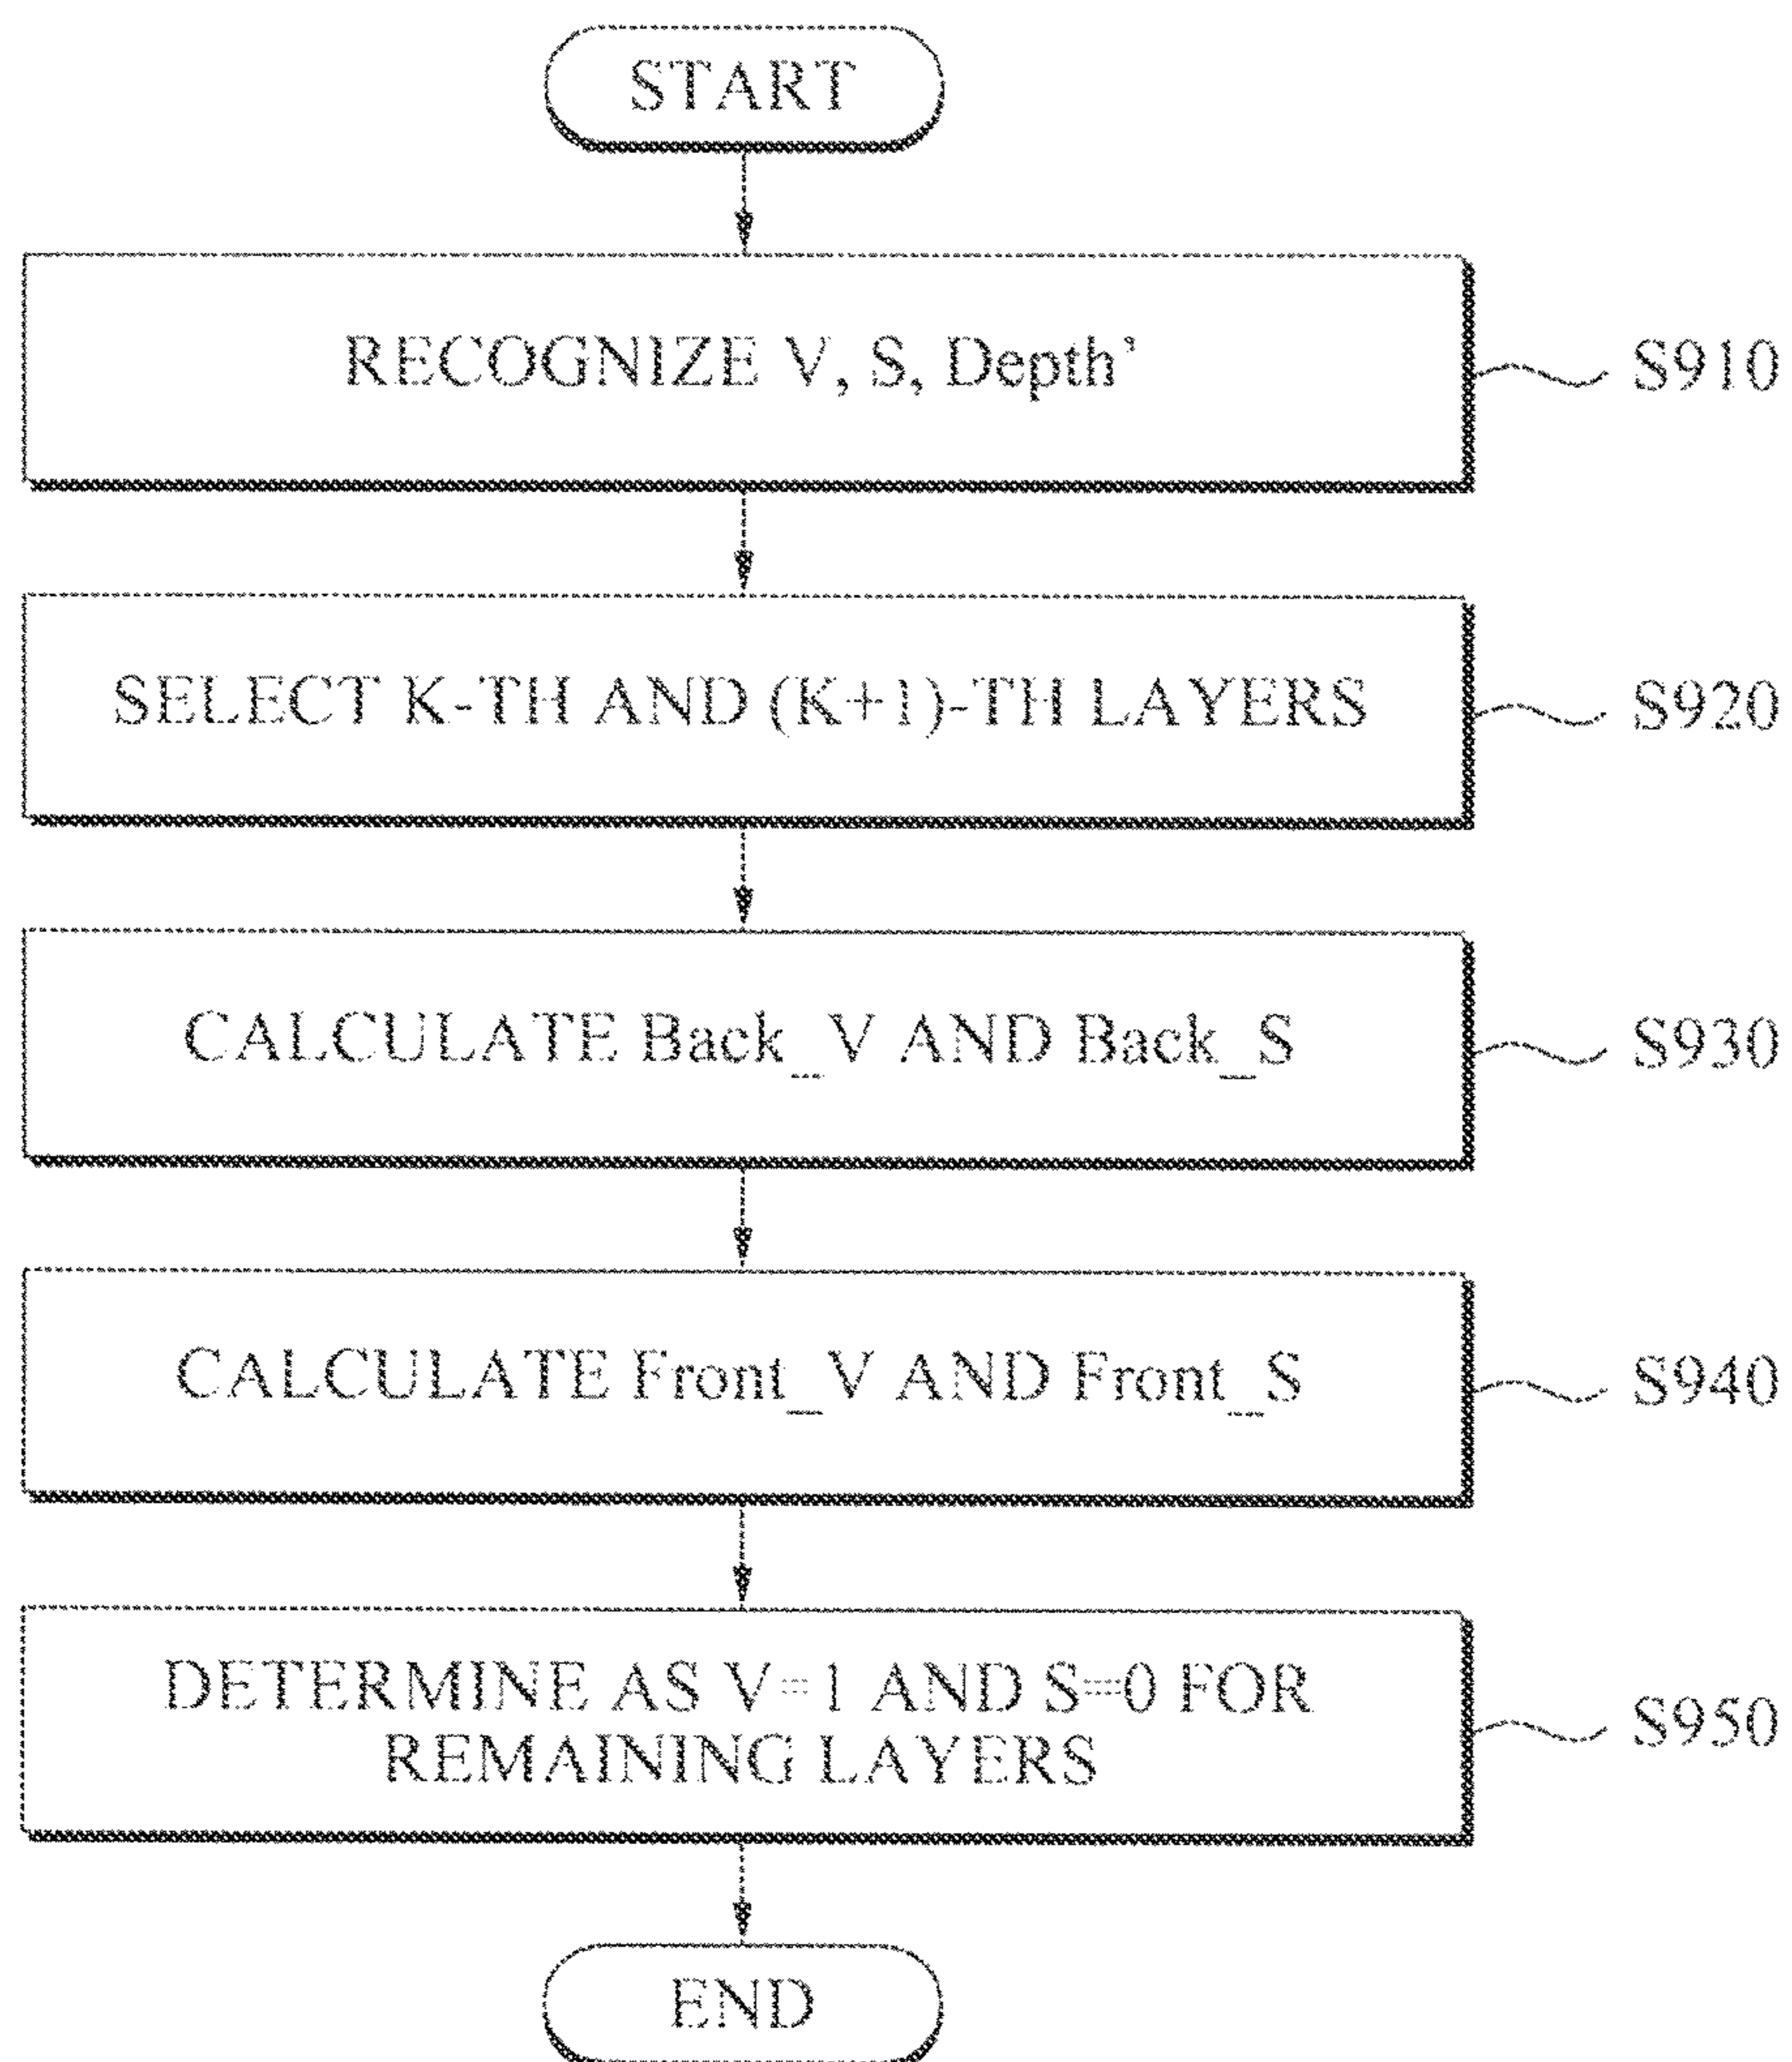 START
RECOGNIZE V, S, Depth’
S910
SELECT K-TH AND (K+1)-TH LAYERS
S920
CALCULATE Back_V AND Back_S
S930
CALCULATE Front_V AND Front_S
S940
DETERMINE AS V=1 AND S=0 FOR
REMAINING LAYERS
S950
END